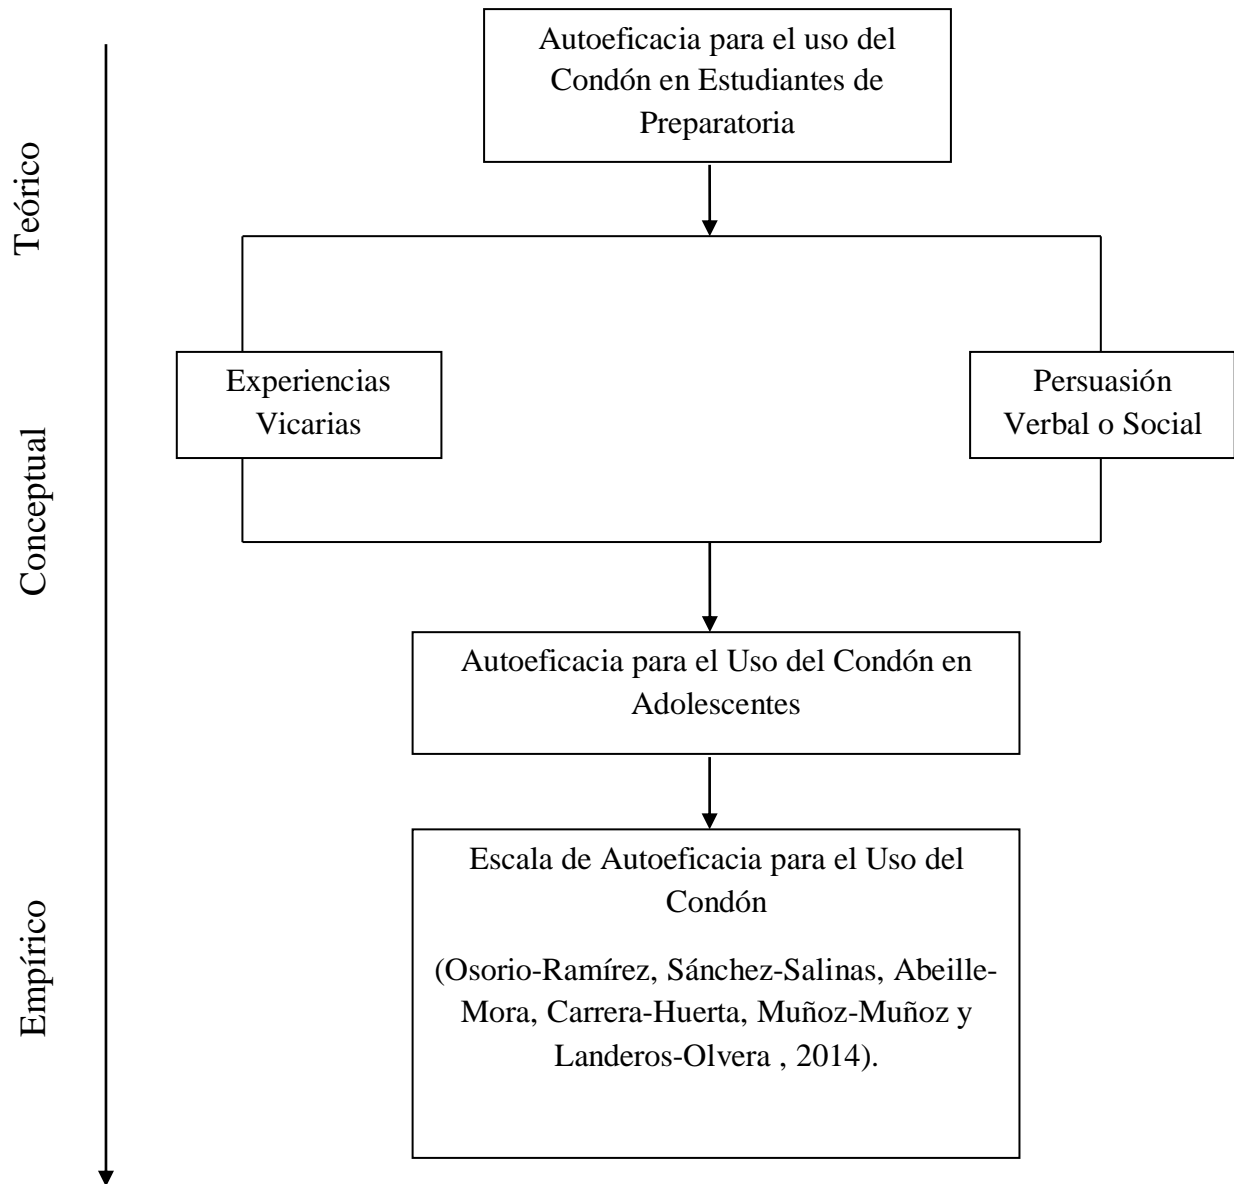 Autoeficacia para el uso del
Condón en Estudiantes de
Preparatoria
Teórico
Experiencias
Vicarias
Persuasión
Verbal o Social
Conceptual
Autoeficacia para el Uso del Condón en
Adolescentes
Escala de Autoeficacia para el Uso del
Condón
(Osorio-Ramírez, Sánchez-Salinas, Abeille-
Mora, Carrera-Huerta, Muñoz-Muñoz y
Landeros-Olvera , 2014).
Empírico